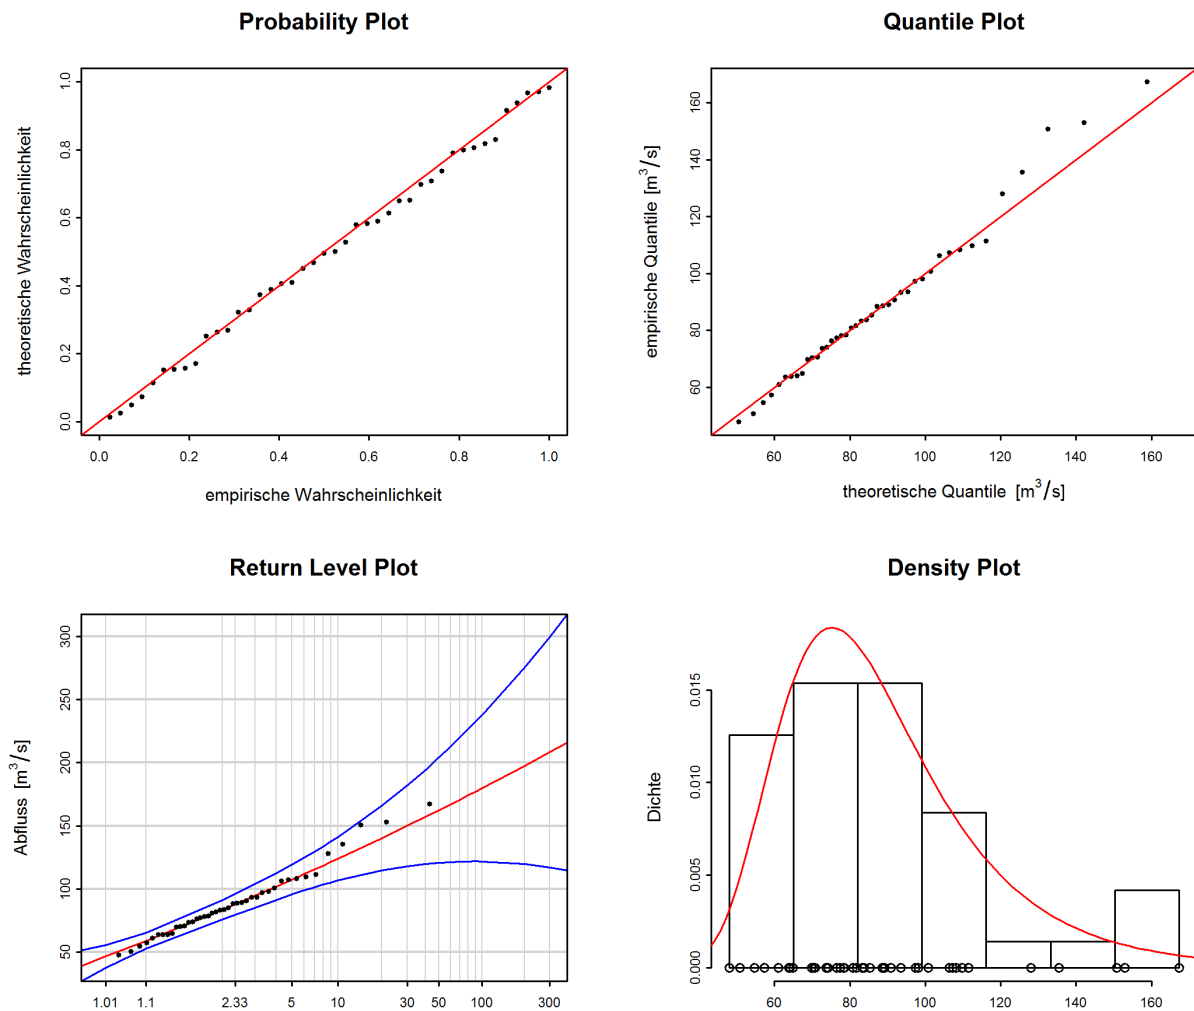 Probability Plot
theoretische Wahrscheinlichkeit
0.0 0.2 0.4 0.6 0.8 1.0
0.0 0.2 0.4 0.6 0.8 1.0
empirische Wahrscheinlichkeit
Quantile Plot
empirische Quantile [m³/s]
60 80 100 120 140 160
60 80 100 120 140 160
theoretische Quantile [m³/s]
Return Level Plot
Abfluss [m³/s]
50 100 150 200 250 300
1.01 1.1 2.33 5 10 30 50 100 300
Density Plot
Dichte
0.000 0.005 0.010 0.015
60 80 100 120 140 160